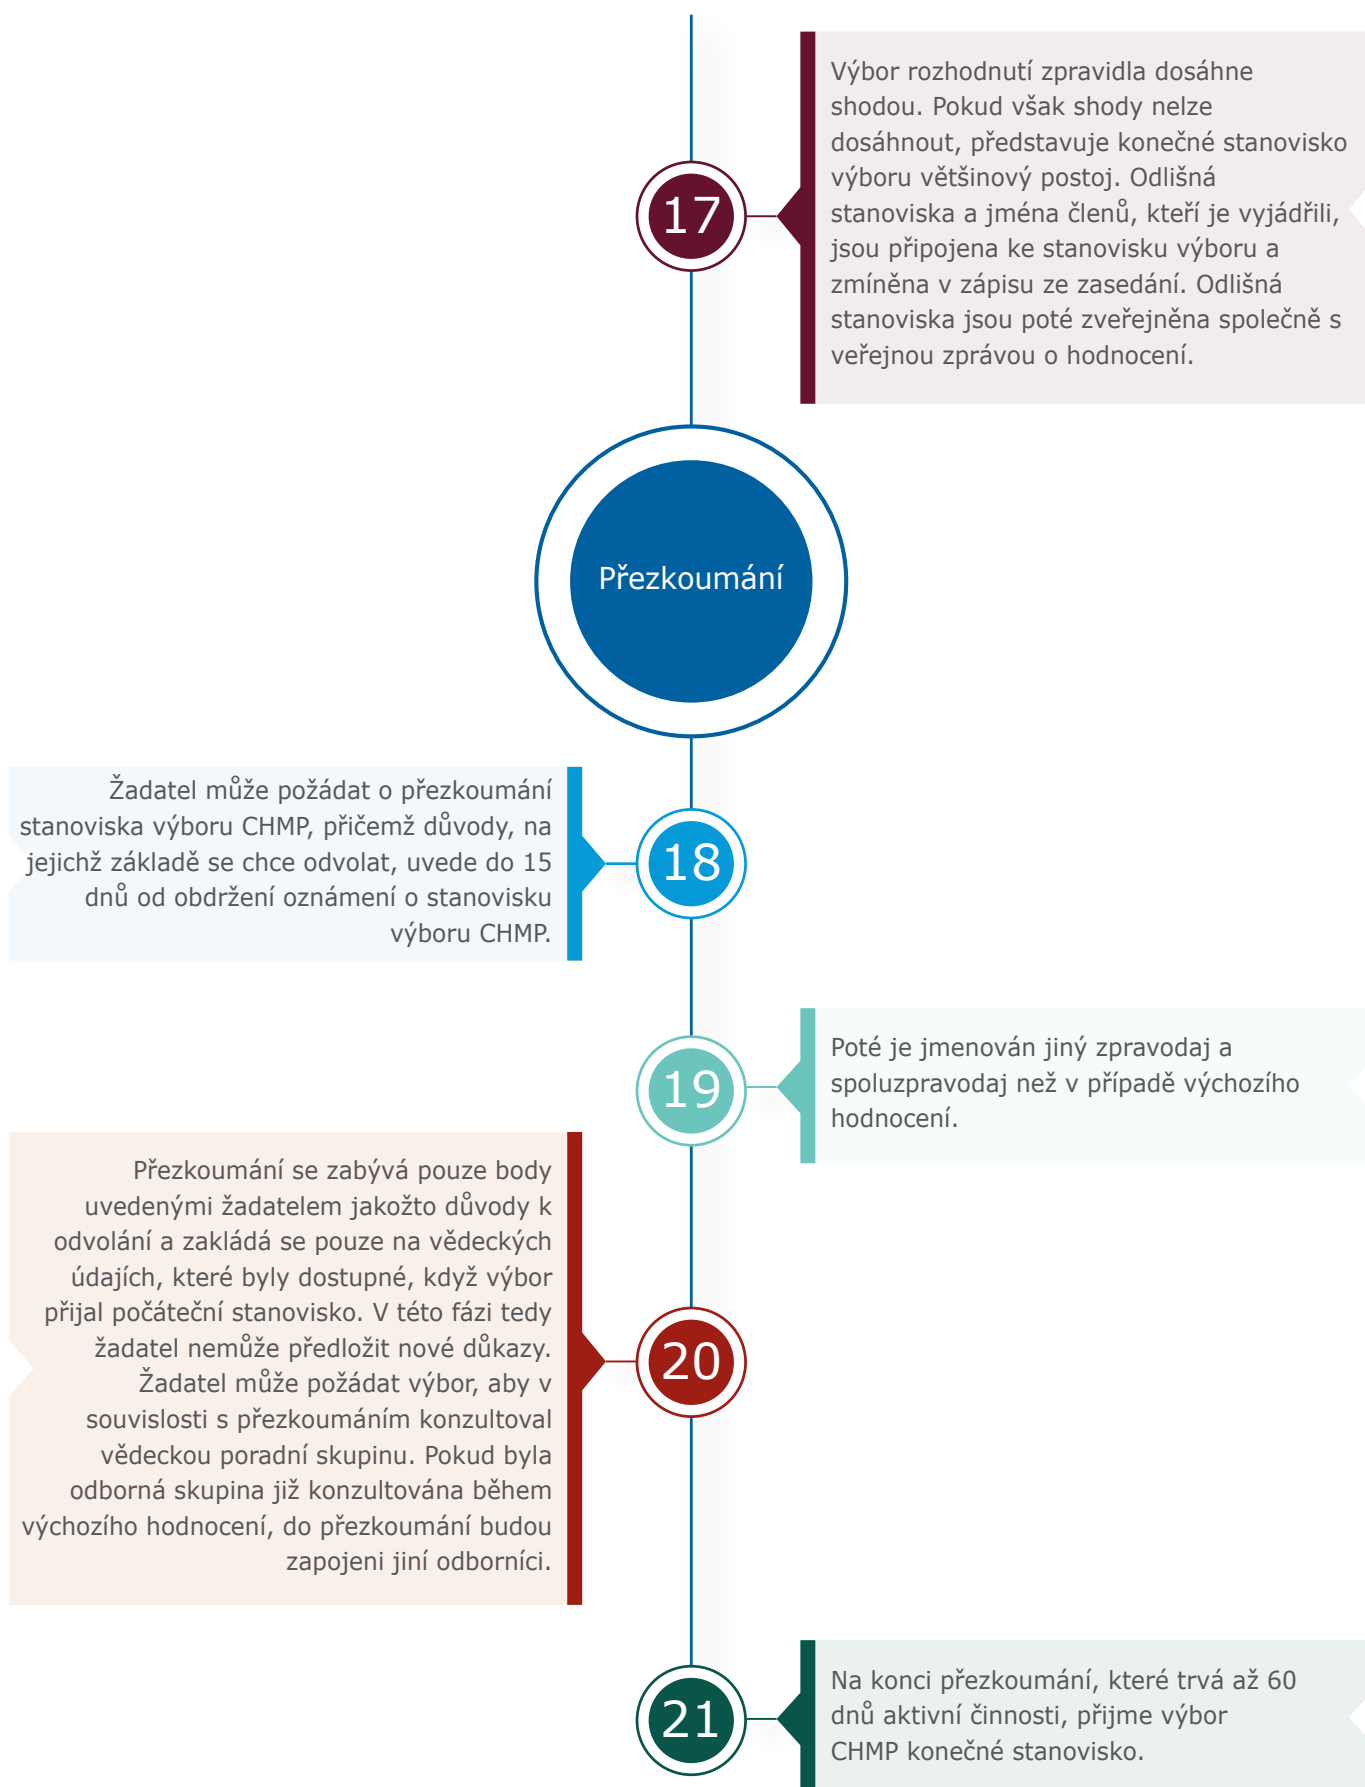 Výbor rozhodnutí zpravidla dosáhne
shodou. Pokud však shody nelze
dosáhnout, představuje konečné stanovisko
výboru většinový postoj. Odlišná
stanoviska a jména členů, kteří je vyjádřili,
jsou připojena ke stanovisku výboru a
zmíněna v zápisu ze zasedání. Odlišná
stanoviska jsou poté zveřejněna společně s
veřejnou zprávou o hodnocení.
17
Přezkoumání
Žadatel může požádat o přezkoumání
stanoviska výboru CHMP, přičemž důvody, na
jejichž základě se chce odvolat, uvede do 15
dnů od obdržení oznámení o stanovisku
výboru CHMP.
18
19
Poté je jmenován jiný zpravodaj a
spoluzpravodaj než v případě výchozího
hodnocení.
Přezkoumání se zabývá pouze body
uvedenými žadatelem jakožto důvody k
odvolání a zakládá se pouze na vědeckých
údajích, které byly dostupné, když výbor
přijal počáteční stanovisko. V této fázi tedy
žadatel nemůže předložit nové důkazy.
Žadatel může požádat výbor, aby v
souvislosti s přezkoumáním konzultoval
vědeckou poradní skupinu. Pokud byla
odborná skupina již konzultována během
výchozího hodnocení, do přezkoumání budou
zapojeni jiní odborníci.
20
21
Na konci přezkoumání, které trvá až 60
dnů aktivní činnosti, přijme výbor
CHMP konečné stanovisko.